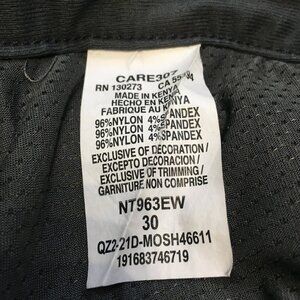 CARE307
RN 130273 CA
MADE IN KENYA
HECHO EN KENYA
FABRIQUE AU KENYA
96%NYLON 4% SPANDEX
96%NYLON 4% SPANDEX
96%NYLON 4% SPANDEX
EXCLUSIVE OF DECORATION /
EXCEPTO DECORACION /
EXCLUSIVE OF TRIMMING /
GARNITURE NON COMPRISE
NT963EW
30
QZ2-21D-MOSH46611
191683746719